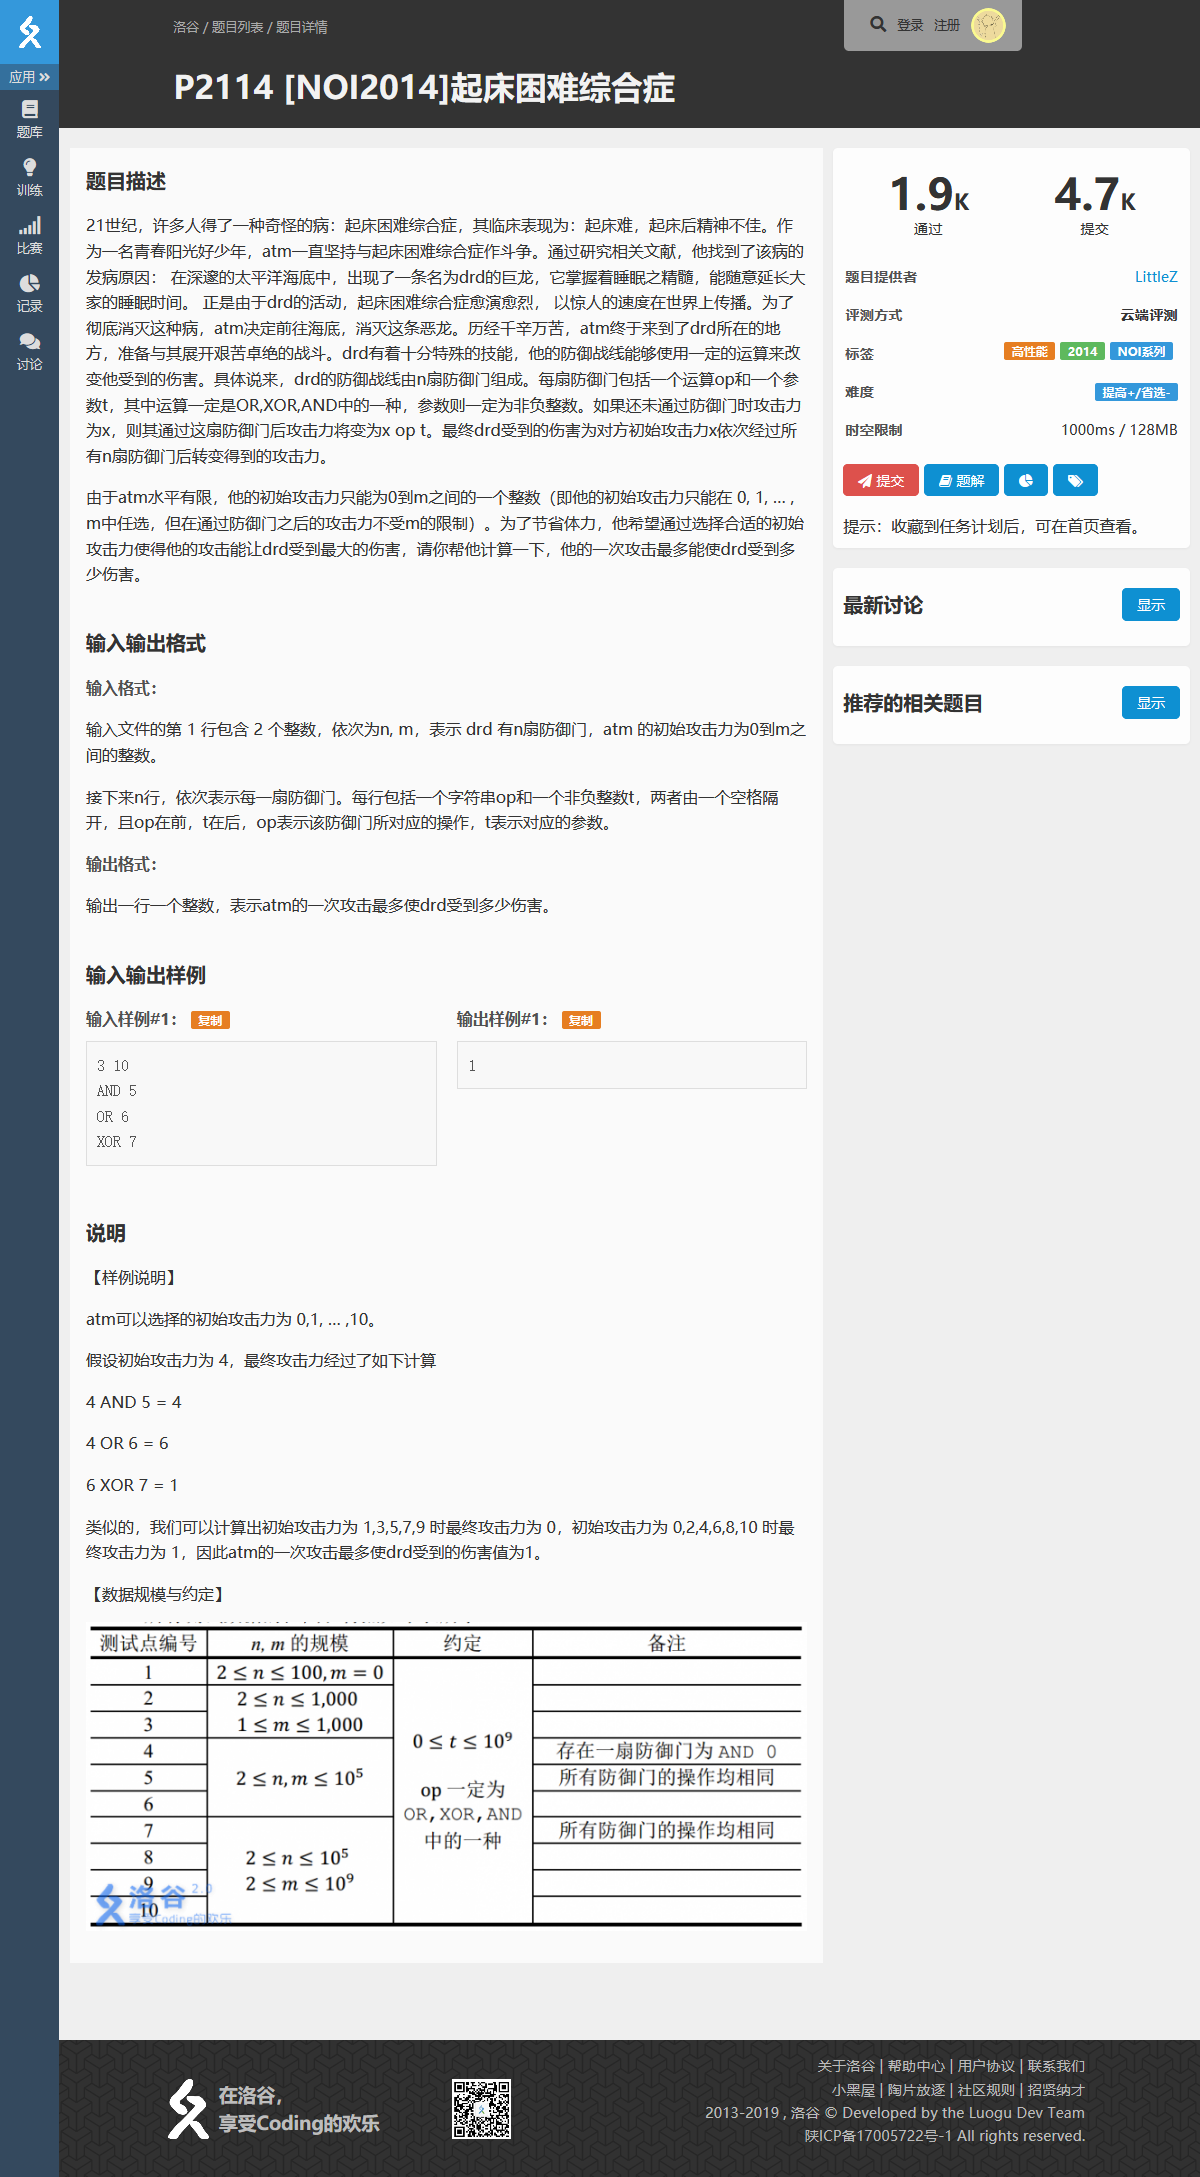 洛谷 / 题目列表 / 题目详情
登录 注册
P2114 [NOI2014]起床困难综合症
应用
题库
训练
比赛
记录
讨论
题目描述
21世纪，许多人得了一种奇怪的病：起床困难综合症，其临床表现为：起床难，起床后精神不佳。作
为一名青春阳光好少年，atm一直坚持与起床困难综合症作斗争。通过研究相关文献，他找到了该病的
发病原因： 在深邃的太平洋海底中，出现了一条名为drd的巨龙，它掌握着睡眠之精髓，能随意延长大
家的睡眠时间。 正是由于drd的活动，起床困难综合症愈演愈烈， 以惊人的速度在世界上传播。为了
彻底消灭这种病，atm决定前往海底，消灭这条恶龙。历经千辛万苦，atm终于来到了drd所在的地
方，准备与其展开艰苦卓绝的战斗。drd有着十分特殊的技能，他的防御战线能够使用一定的运算来改
变他受到的伤害。具体说来，drd的防御战线由n扇防御门组成。每扇防御门包括一个运算op和一个参
数t，其中运算一定是OR,XOR,AND中的一种，参数则一定为非负整数。如果还未通过防御门时攻击力
为x，则其通过这扇防御门后攻击力将变为x op t。最终drd受到的伤害为对方初始攻击力x依次经过所
有n扇防御门后转变得到的攻击力。
由于atm水平有限，他的初始攻击力只能为0到m之间的一个整数（即他的初始攻击力只能在 0, 1, ... ,
m中任选，但在通过防御门之后的攻击力不受m的限制）。为了节省体力，他希望通过选择合适的初始
攻击力使得他的攻击能让drd受到最大的伤害，请你帮他计算一下，他的一次攻击最多能使drd受到多
少伤害。
输入输出格式
输入格式：
输入文件的第 1 行包含 2 个整数，依次为n, m，表示 drd 有n扇防御门，atm 的初始攻击力为0到m之
间的整数。
接下来n行，依次表示每一扇防御门。每行包括一个字符串op和一个非负整数t，两者由一个空格隔
开，且op在前，t在后，op表示该防御门所对应的操作，t表示对应的参数。
输出格式：
输出一行一个整数，表示atm的一次攻击最多使drd受到多少伤害。
输入输出样例
输入样例#1： 复制
3 10
AND 5
OR 6
XOR 7
输出样例#1： 复制
1
说明
【样例说明】
atm可以选择的初始攻击力为 0,1, ... ,10。
假设初始攻击力为 4，最终攻击力经过了如下计算
4 AND 5 = 4
4 OR 6 = 6
6 XOR 7 = 1
类似的，我们可以计算出初始攻击力为 1,3,5,7,9 时最终攻击力为 0，初始攻击力为 0,2,4,6,8,10 时最
终攻击力为 1，因此atm的一次攻击最多使drd受到的伤害值为1。
【数据规模与约定】
测试点编号 n, m 的规模 约定 备注
1 2 ≤ n ≤ 100, m = 0
2 2 ≤ n ≤ 1,000
3 1 ≤ m ≤ 1,000
0 ≤ t ≤ 10⁹
4 存在一扇防御门为 AND 0
5 2 ≤ n, m ≤ 10⁵ 所有防御门的操作均相同
op 一定为
6
OR, XOR, AND
7 所有防御门的操作均相同
中的一种
8 2 ≤ n ≤ 10⁵
9 2 ≤ m ≤ 10⁹
10
洛谷 2.0
享受Coding的欢乐
1.9K
通过
4.7K
提交
题目提供者 LittleZ
评测方式 云端评测
标签 高性能 2014 NOI系列
难度 提高+/省选-
时空限制 1000ms / 128MB
提交 题解
提示：收藏到任务计划后，可在首页查看。
最新讨论 显示
推荐的相关题目 显示
在洛谷，
享受Coding的欢乐
关于洛谷 | 帮助中心 | 用户协议 | 联系我们
小黑屋 | 陶片放逐 | 社区规则 | 招贤纳才
2013-2019 , 洛谷 © Developed by the Luogu Dev Team
陕ICP备17005722号-1 All rights reserved.